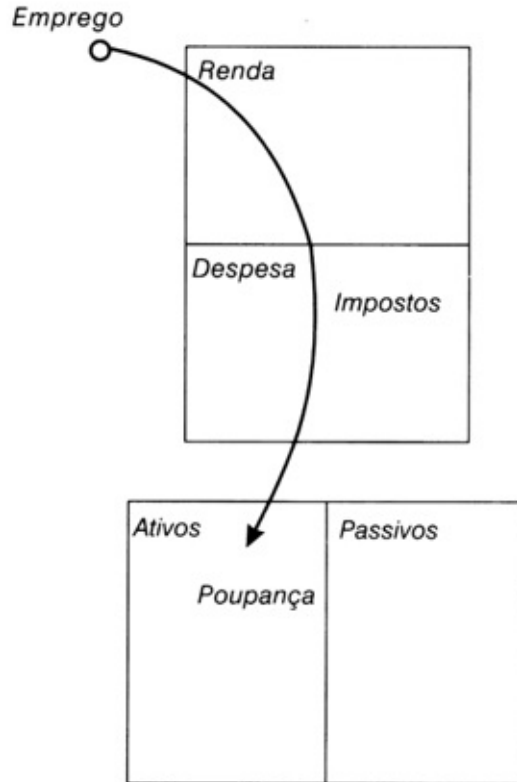 Emprego
Renda
Despesa
Impostos
Ativos
Passivos
Poupança